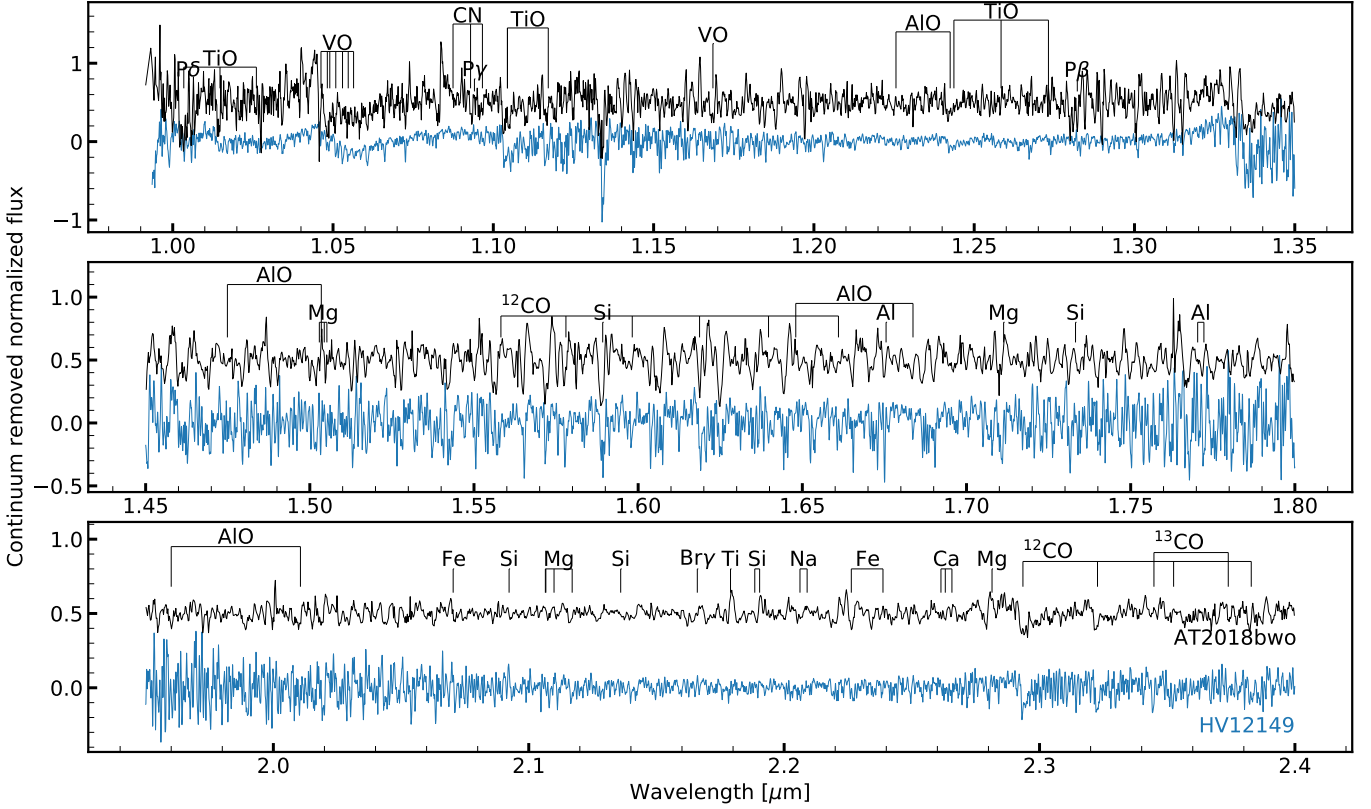 Continuum removed normalized flux
CN
TiO
TiO
VO
VO
AlO
Pδ
TiO
Pγ
Pβ
1
0
−1
1.00 1.05 1.10 1.15 1.20 1.25 1.30 1.35
AlO
Mg
¹²CO
Si
AlO
Al
Mg
Si
Al
1.0
0.5
0.0
−0.5
1.45 1.50 1.55 1.60 1.65 1.70 1.75 1.80
AlO
Fe
Si
Mg
Si
Brγ
Ti
Si
Na
Fe
Ca
Mg
¹²CO
¹³CO
1.0
0.5
0.0
AT2018bwo
HV12149
2.0 2.1 2.2 2.3 2.4
Wavelength [μm]